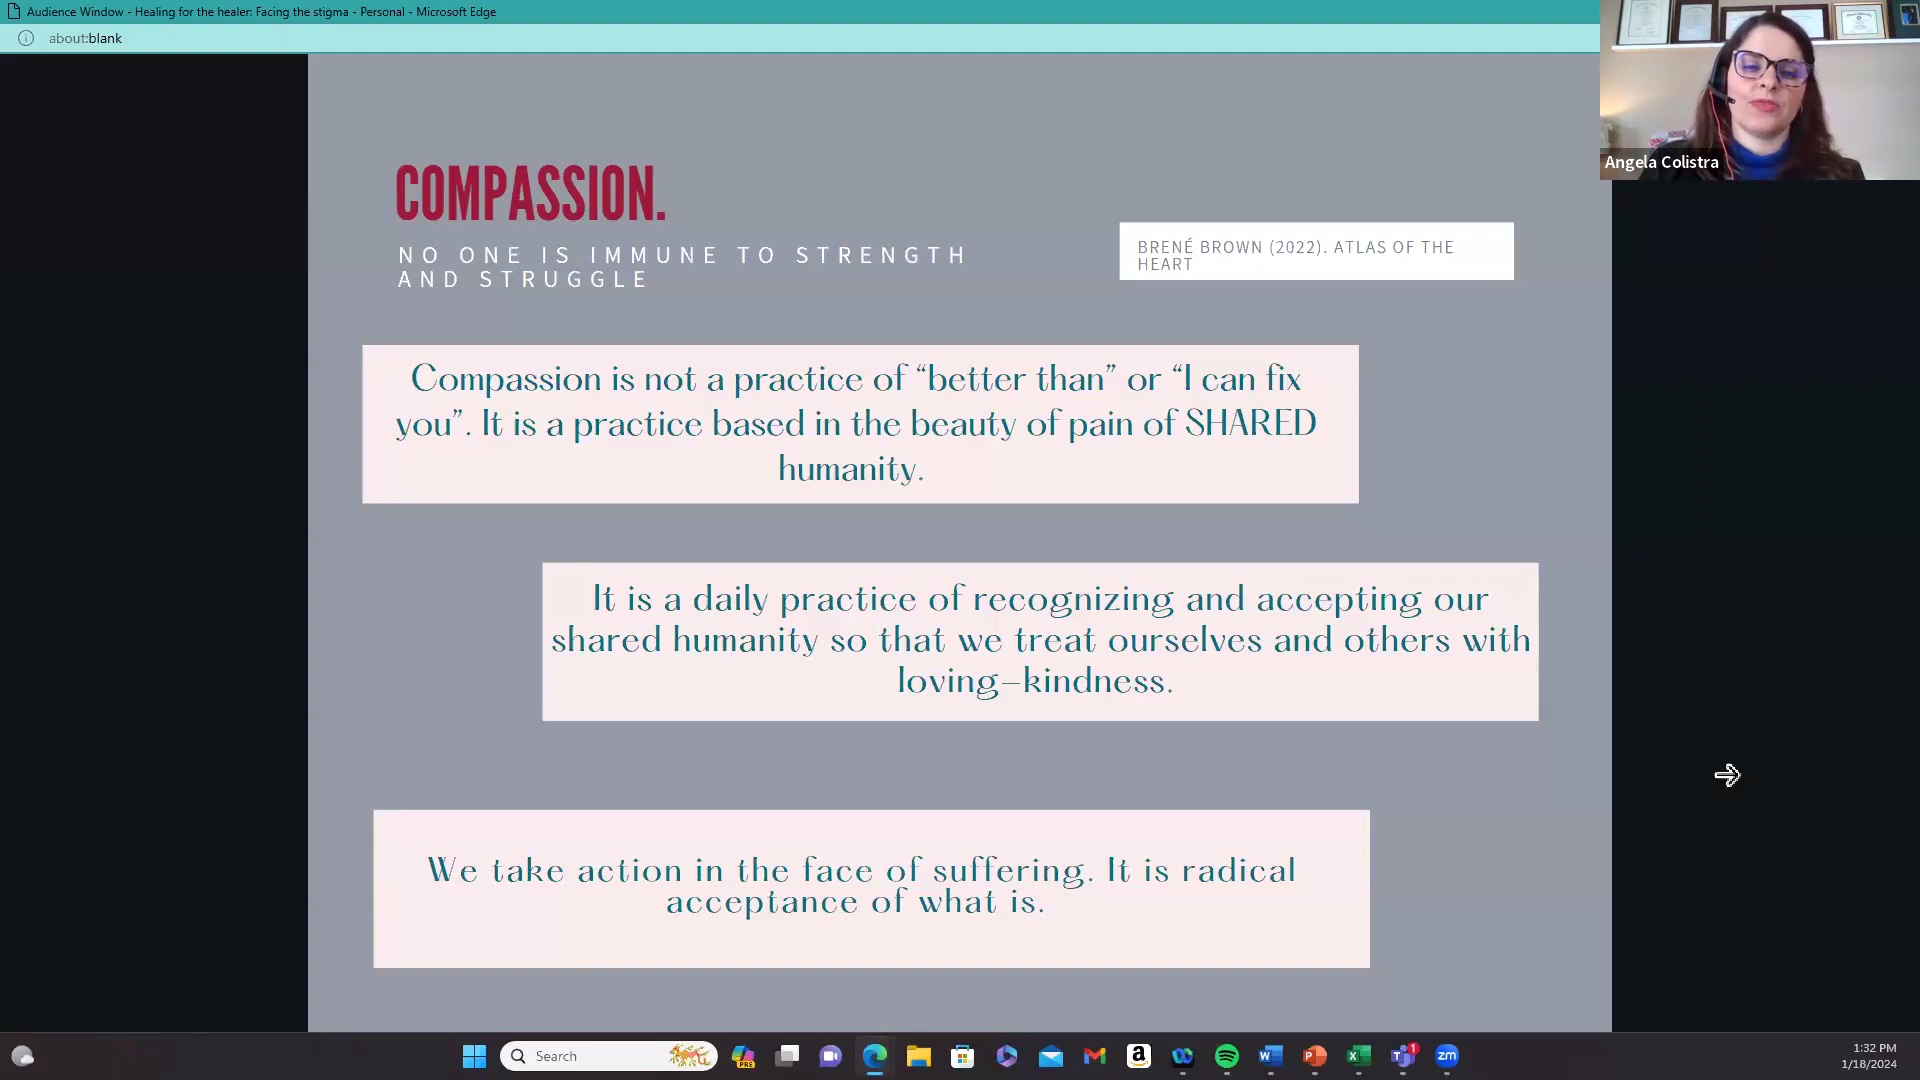 Audience Window - Healing for the healer: Facing the stigma - Personal - Microsoft Edge
about:blank
Angela Colistra
COMPASSION.
NO ONE IS IMMUNE TO STRENGTH
AND STRUGGLE
BRENÉ BROWN (2022). ATLAS OF THE
HEART
Compassion is not a practice of “better than” or “I can fix
you”. It is a practice based in the beauty of pain of SHARED
humanity.
It is a daily practice of recognizing and accepting our
shared humanity so that we treat ourselves and others with
loving–kindness.
We take action in the face of suffering. It is radical
acceptance of what is.
Search
PRE
a
W
P
X
T
1
zm
1:32 PM
1/18/2024